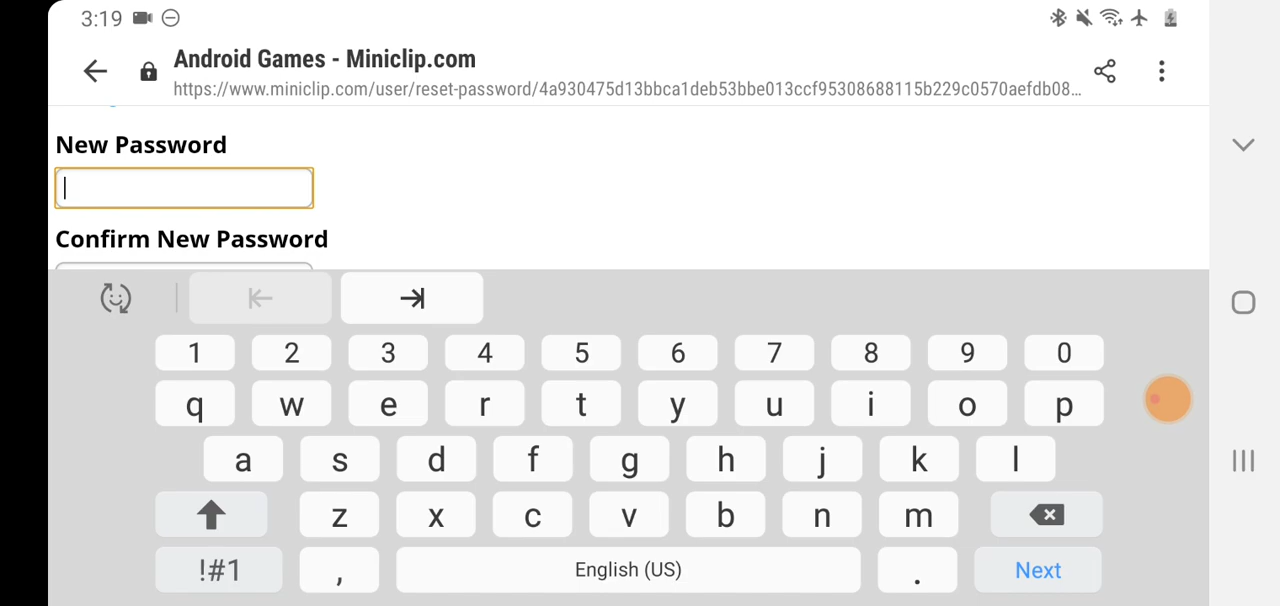 3:19
Android Games - Miniclip.com
https://www.miniclip.com/user/reset-password/4a930475d13bbca1deb53bbe013ccf95308688115b229c0570aefdb08...
New Password
Confirm New Password
1 2 3 4 5 6 7 8 9 0
q w e r t y u i o p
a s d f g h j k l
z x c v b n m
!#1 , English (US) . Next